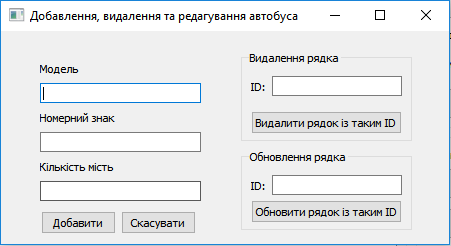 Добавлення, видалення та редагування автобуса
Модель
Номерний знак
Кількість мість
Добавити
Скасувати
Видалення рядка
ID:
Видалити рядок із таким ID
Обновлення рядка
ID:
Обновити рядок із таким ID